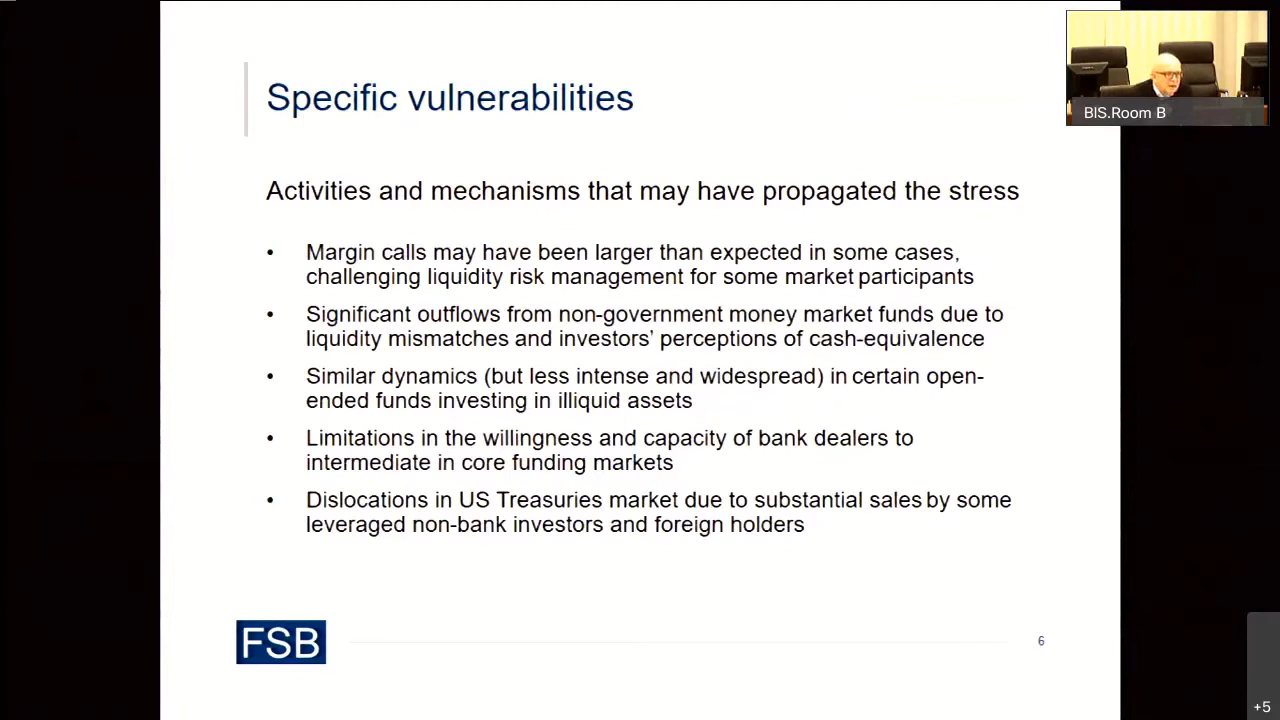 Specific vulnerabilities
BIS.Room B
Activities and mechanisms that may have propagated the stress
• Margin calls may have been larger than expected in some cases,
challenging liquidity risk management for some market participants
• Significant outflows from non-government money market funds due to
liquidity mismatches and investors’ perceptions of cash-equivalence
• Similar dynamics (but less intense and widespread) in certain open-
ended funds investing in illiquid assets
• Limitations in the willingness and capacity of bank dealers to
intermediate in core funding markets
• Dislocations in US Treasuries market due to substantial sales by some
leveraged non-bank investors and foreign holders
FSB
6
+5